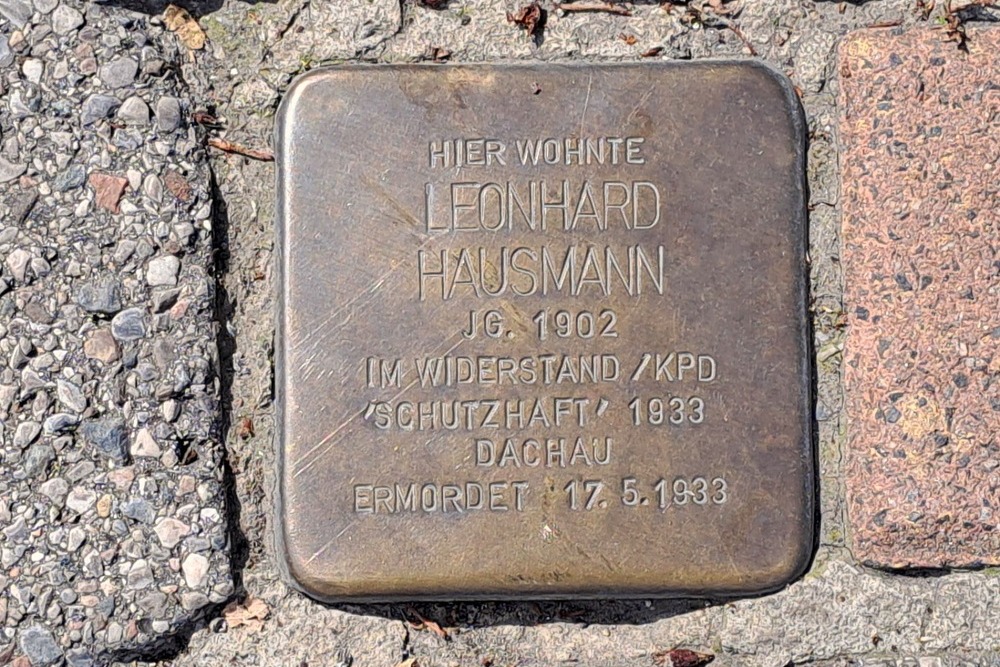 HIER WOHNTE
LEONHARD
HAUSMANN
JG. 1902
IM WIDERSTAND /KPD
'SCHUTZHAFT' 1933
DACHAU
ERMORDET 17. 5. 1933